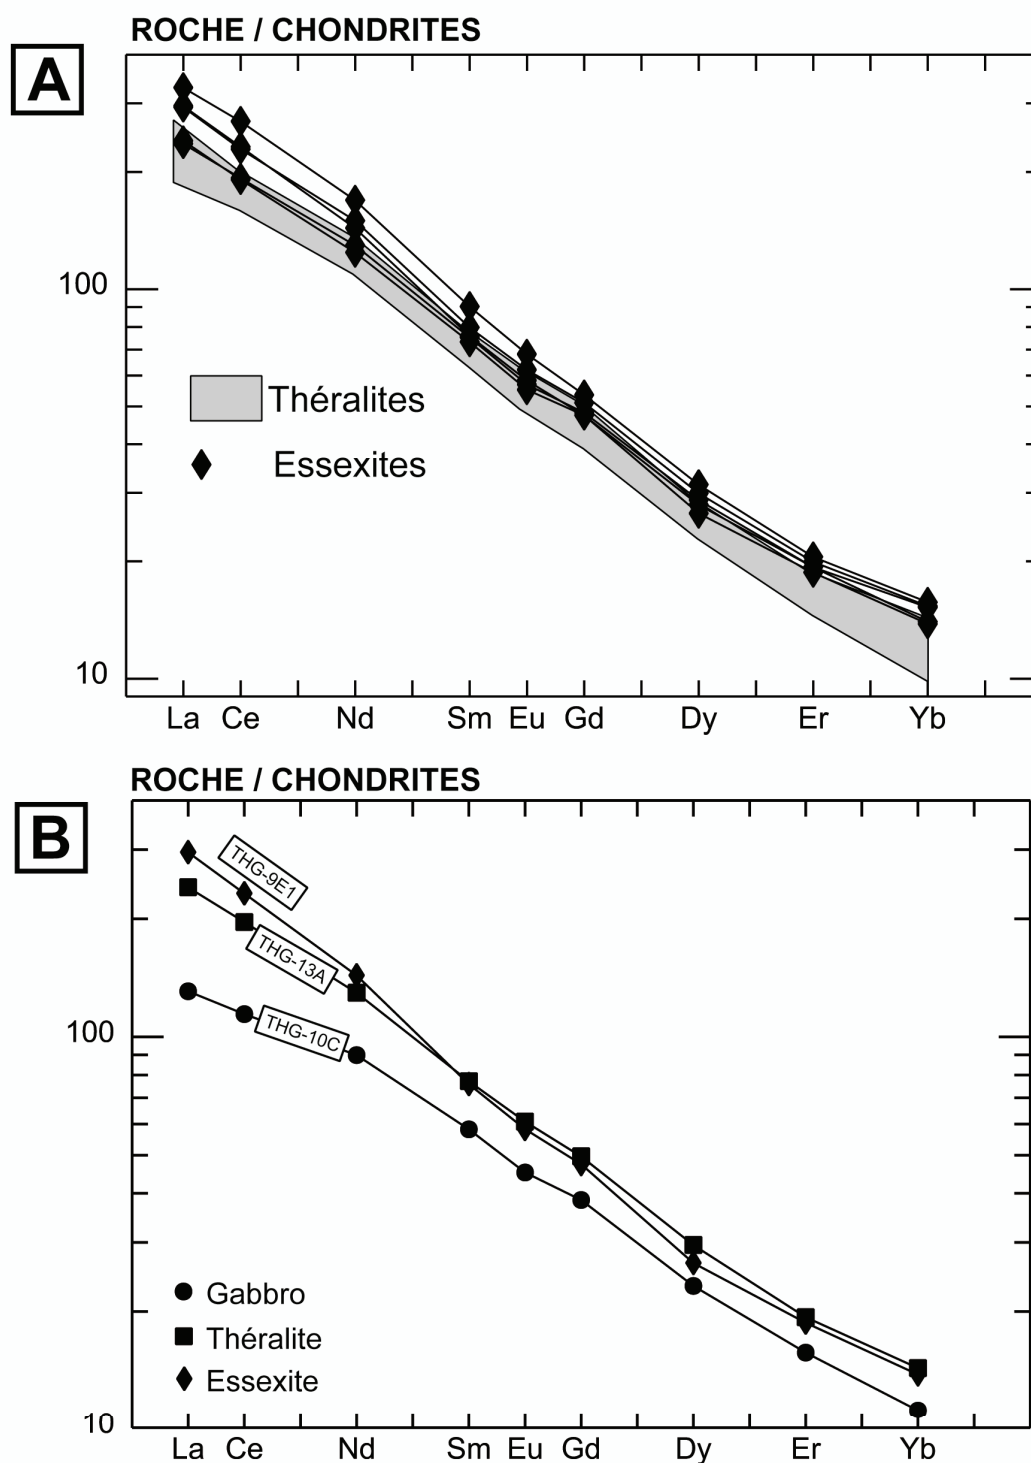 ROCHE / CHONDRITES
A
100
Théralites
Essexites
10
La Ce Nd Sm Eu Gd Dy Er Yb
ROCHE / CHONDRITES
B
THG-9E1
THG-13A
THG-10C
100
Gabbro
Théralite
Essexite
10
La Ce Nd Sm Eu Gd Dy Er Yb